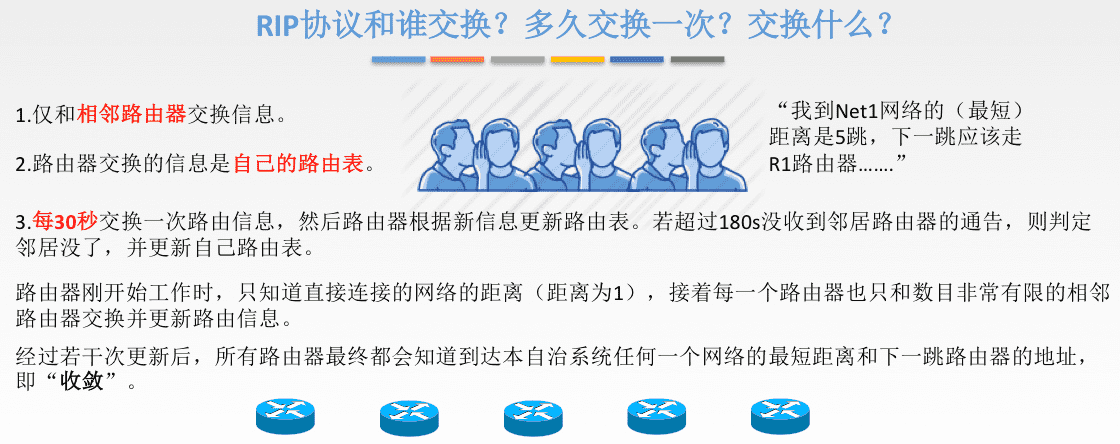 RIP协议和谁交换？多久交换一次？交换什么？
1.仅和相邻路由器交换信息。
2.路由器交换的信息是自己的路由表。
“我到Net1网络的（最短）
距离是5跳，下一跳应该走
R1路由器…….”
3.每30秒交换一次路由信息，然后路由器根据新信息更新路由表。若超过180s没收到邻居路由器的通告，则判定
邻居没了，并更新自己路由表。
路由器刚开始工作时，只知道直接连接的网络的距离（距离为1），接着每一个路由器也只和数目非常有限的相邻
路由器交换并更新路由信息。
经过若干次更新后，所有路由器最终都会知道到达本自治系统任何一个网络的最短距离和下一跳路由器的地址，
即“收敛”。